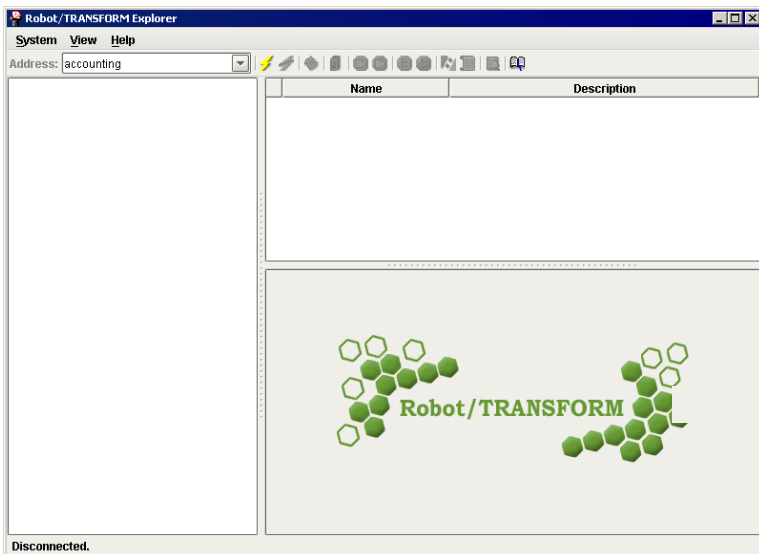 Robot/TRANSFORM Explorer
System View Help
Address: accounting
Name Description
Robot/TRANSFORM
Disconnected.